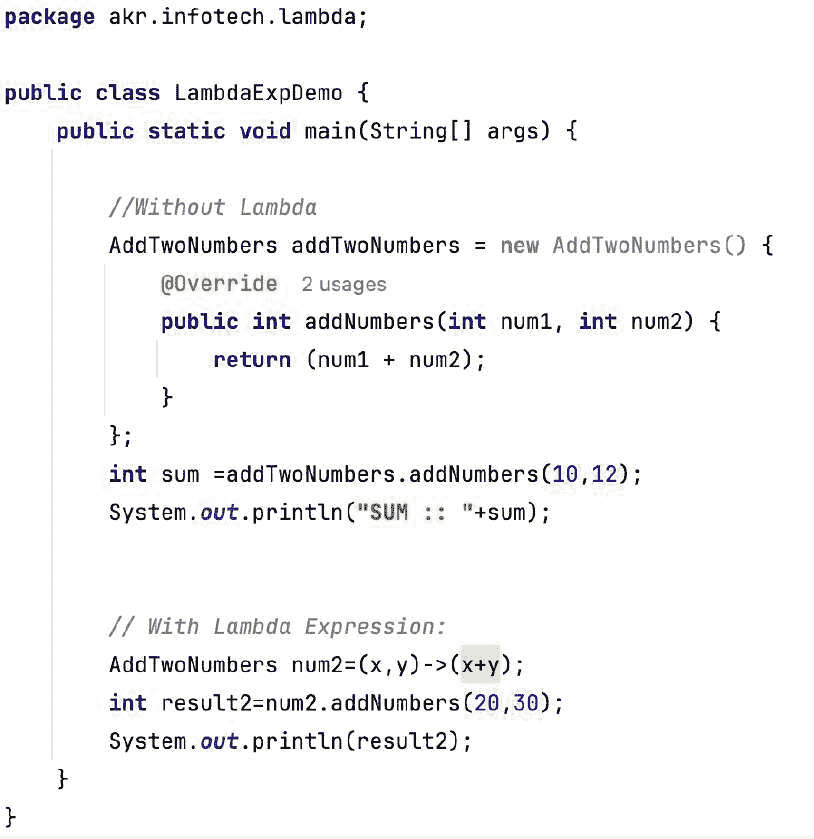 package akr.infotech.lambda;
public class LambdaExpDemo {
public static void main(String[] args) {
//Without Lambda
AddTwoNumbers addTwoNumbers = new AddTwoNumbers() {
@Override 2 usages
public int addNumbers(int num1, int num2) {
return (num1 + num2);
}
};
int sum =addTwoNumbers.addNumbers(10,12);
System.out.println("SUM :: "+sum);
// With Lambda Expression:
AddTwoNumbers num2=(x,y)->(x+y);
int result2=num2.addNumbers(20,30);
System.out.println(result2);
}
}